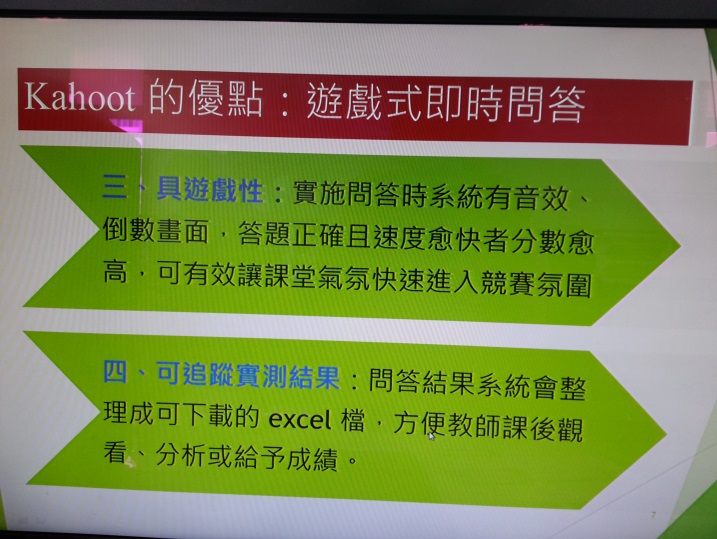 Kahoot 的優點：遊戲式即時問答
三、具遊戲性：實施問答時系統有音效、
倒數畫面，答題正確且速度愈快者分數愈
高，可有效讓課堂氣氛快速進入競賽氛圍
四、可追蹤實測結果：問答結果系統會整
理成可下載的 excel 檔，方便教師課後觀
看、分析或給予成績。
7